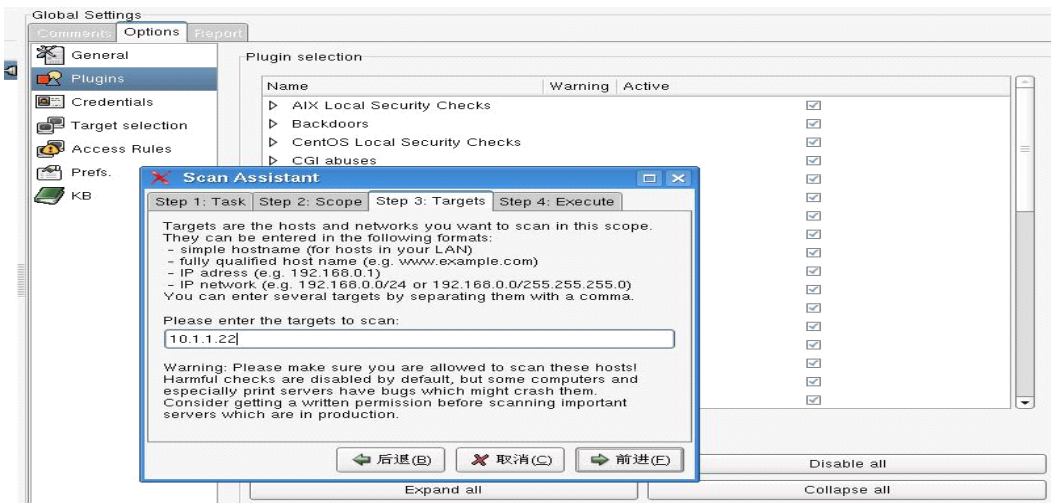 Global Settings
Comments Options Report
General
Plugins
Credentials
Target selection
Access Rules
Prefs.
KB
Plugin selection
Name Warning Active
AIX Local Security Checks
Backdoors
CentOS Local Security Checks
CGI abuses
Scan Assistant
Step 1: Task Step 2: Scope Step 3: Targets Step 4: Execute
Targets are the hosts and networks you want to scan in this scope.
They can be entered in the following formats:
- simple hostname (for hosts in your LAN)
- fully qualified host name (e.g. www.example.com)
- IP adress (e.g. 192.168.0.1)
- IP network (e.g. 192.168.0.0/24 or 192.168.0.0/255.255.255.0)
You can enter several targets by separating them with a comma.
Please enter the targets to scan:
10.1.1.22
Warning: Please make sure you are allowed to scan these hosts!
Harmful checks are disabled by default, but some computers and
especially print servers have bugs which might crash them.
Consider getting a written permission before scanning important
servers which are in production.
后退(B) 取消(C) 前进(F)
Disable all
Expand all Collapse all